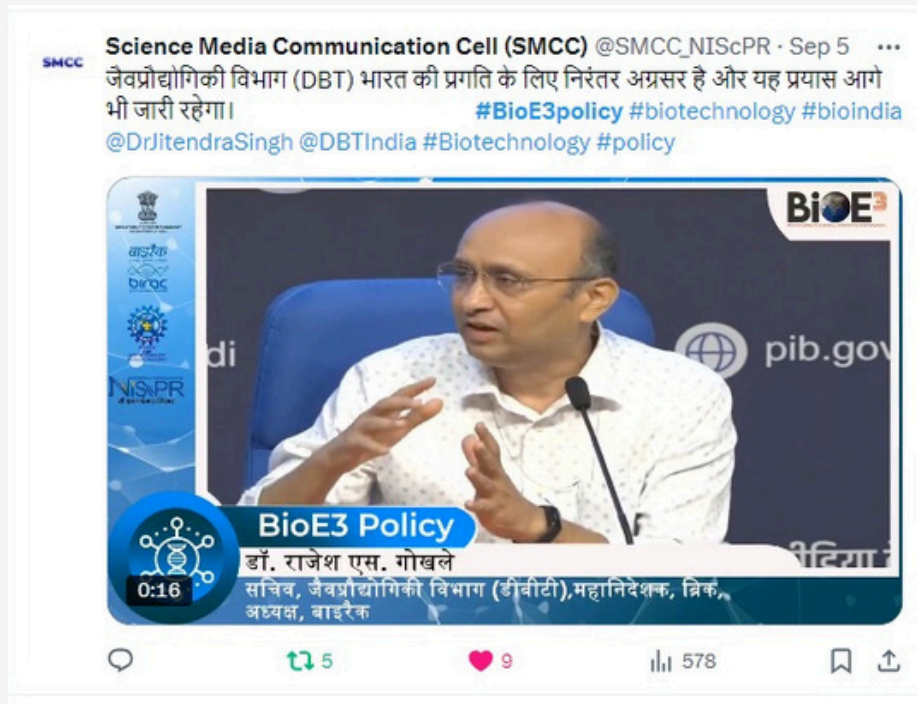 SMCC
Science Media Communication Cell (SMCC) @SMCC_NIScPR · Sep 5 ···
जैवप्रौद्योगिकी विभाग (DBT) भारत की प्रगति के लिए निरंतर अग्रसर है और यह प्रयास आगे
भी जारी रहेगा। #BioE3policy #biotechnology #bioindia
@DrJitendraSingh @DBTIndia #Biotechnology #policy
BiOE³
बाइरैक
birac
NIScPR
di
pib.gov
BioE3 Policy
डॉ. राजेश एस. गोखले
0:16
सचिव, जैवप्रौद्योगिकी विभाग (डीबीटी),महानिदेशक, ब्रिक,
अध्यक्ष, बाइरैक
5 9 578